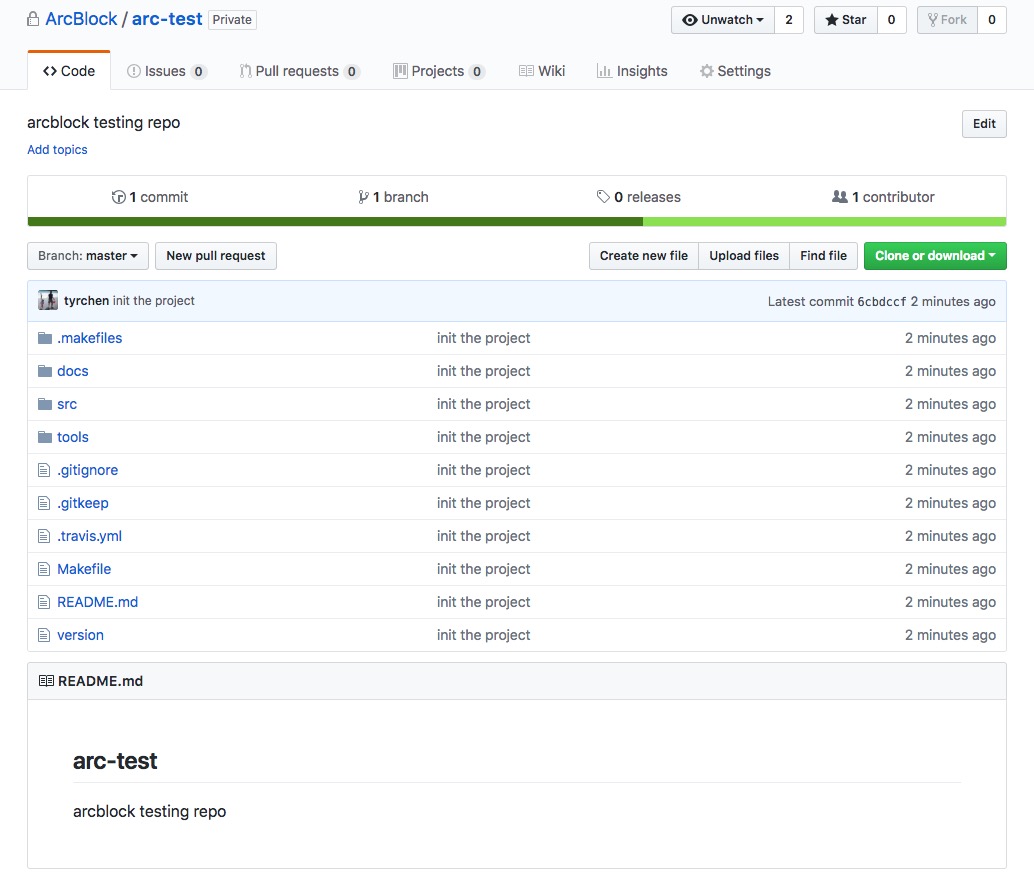 ArcBlock / arc-test Private Unwatch 2 Star 0 Fork 0
Code Issues 0 Pull requests 0 Projects 0 Wiki Insights Settings
arcblock testing repo Edit
Add topics
1 commit 1 branch 0 releases 1 contributor
Branch: master New pull request Create new file Upload files Find file Clone or download
tyrchen init the project Latest commit 6cbdccf 2 minutes ago
.makefiles init the project 2 minutes ago
docs init the project 2 minutes ago
src init the project 2 minutes ago
tools init the project 2 minutes ago
.gitignore init the project 2 minutes ago
.gitkeep init the project 2 minutes ago
.travis.yml init the project 2 minutes ago
Makefile init the project 2 minutes ago
README.md init the project 2 minutes ago
version init the project 2 minutes ago
README.md
arc-test
arcblock testing repo